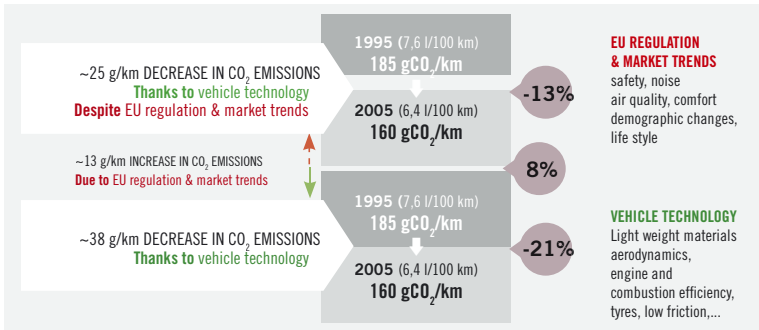 ~25 g/km DECREASE IN CO₂ EMISSIONS
Thanks to vehicle technology
Despite EU regulation & market trends
~13 g/km INCREASE IN CO₂ EMISSIONS
Due to EU regulation & market trends
~38 g/km DECREASE IN CO₂ EMISSIONS
Thanks to vehicle technology
1995 (7,6 l/100 km)
185 gCO₂/km
2005 (6,4 l/100 km)
160 gCO₂/km
1995 (7,6 l/100 km)
185 gCO₂/km
2005 (6,4 l/100 km)
160 gCO₂/km
-13%
8%
-21%
EU REGULATION
& MARKET TRENDS
safety, noise
air quality, comfort
demographic changes,
life style
VEHICLE TECHNOLOGY
Light weight materials
aerodynamics,
engine and
combustion efficiency,
tyres, low friction,...